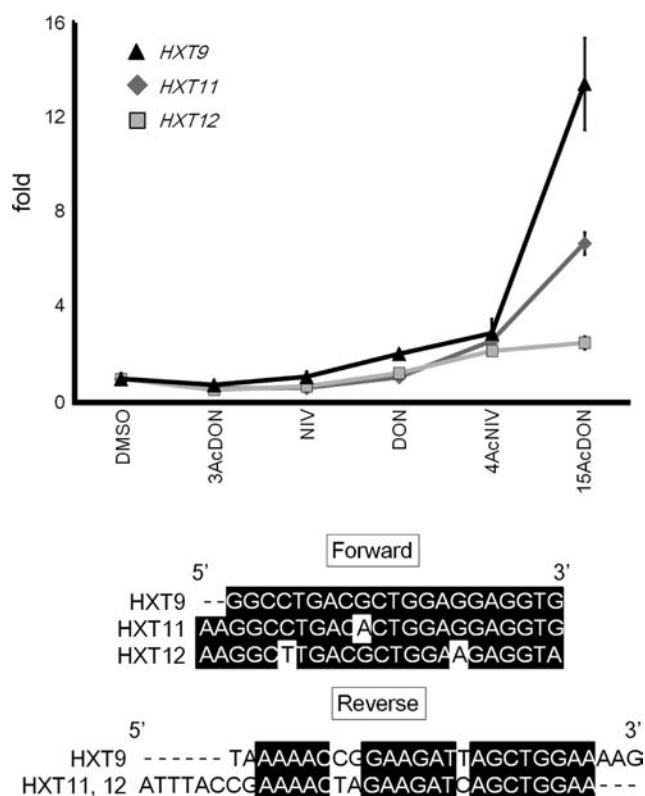 16
12
8
4
0
fold
HXT9
HXT11
HXT12
DMSO
3AcDON
NIV
DON
4AcNIV
15AcDON
Forward
5’ 3’
HXT9 --GGCCTGACGCTGGAGGAGGTG
HXT11 AAGGCCTGACACTGGAGGAGGTG
HXT12 AAGGCTTGACGCTGGAAGAGGTA
Reverse
5’ 3’
HXT9 ------TAAAAACCGGAAGATTAGCTGGAAAAG
HXT11, 12 ATTTACCGAAAACTAGAAGATCAGCTGGAA---